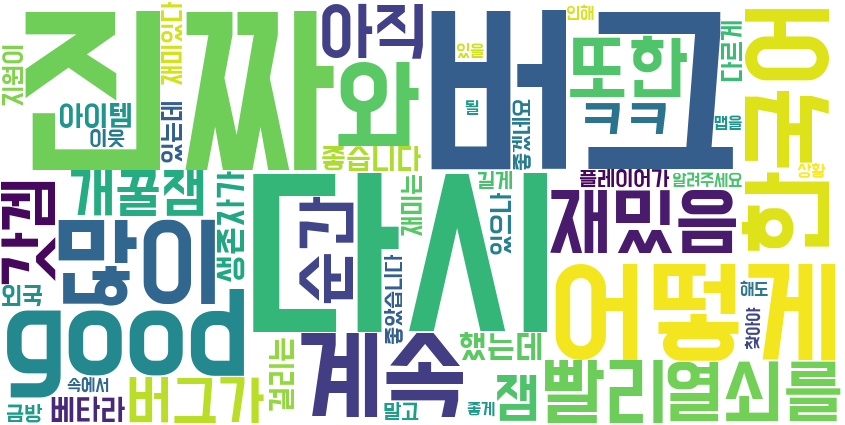 진짜
와
아직
버그
또한
ㅋㅋ
한국어
다르게
인해
있을
될
좋겠네요
맵을
상황
지원이
재미있다
아이템
이웃
있는데
좋습니다
플레이어가
알려주세요
갓겜
개꿀잼
생존자가
다시
순간
재미는
길게
있으나
재밌음
많이
외국
good
좋았습니다
어떻게
해도
찾아야
계속
했는데
걸리는
속에서
금방
베타라
버그가
말고
좋게
잼
빨리
열쇠를